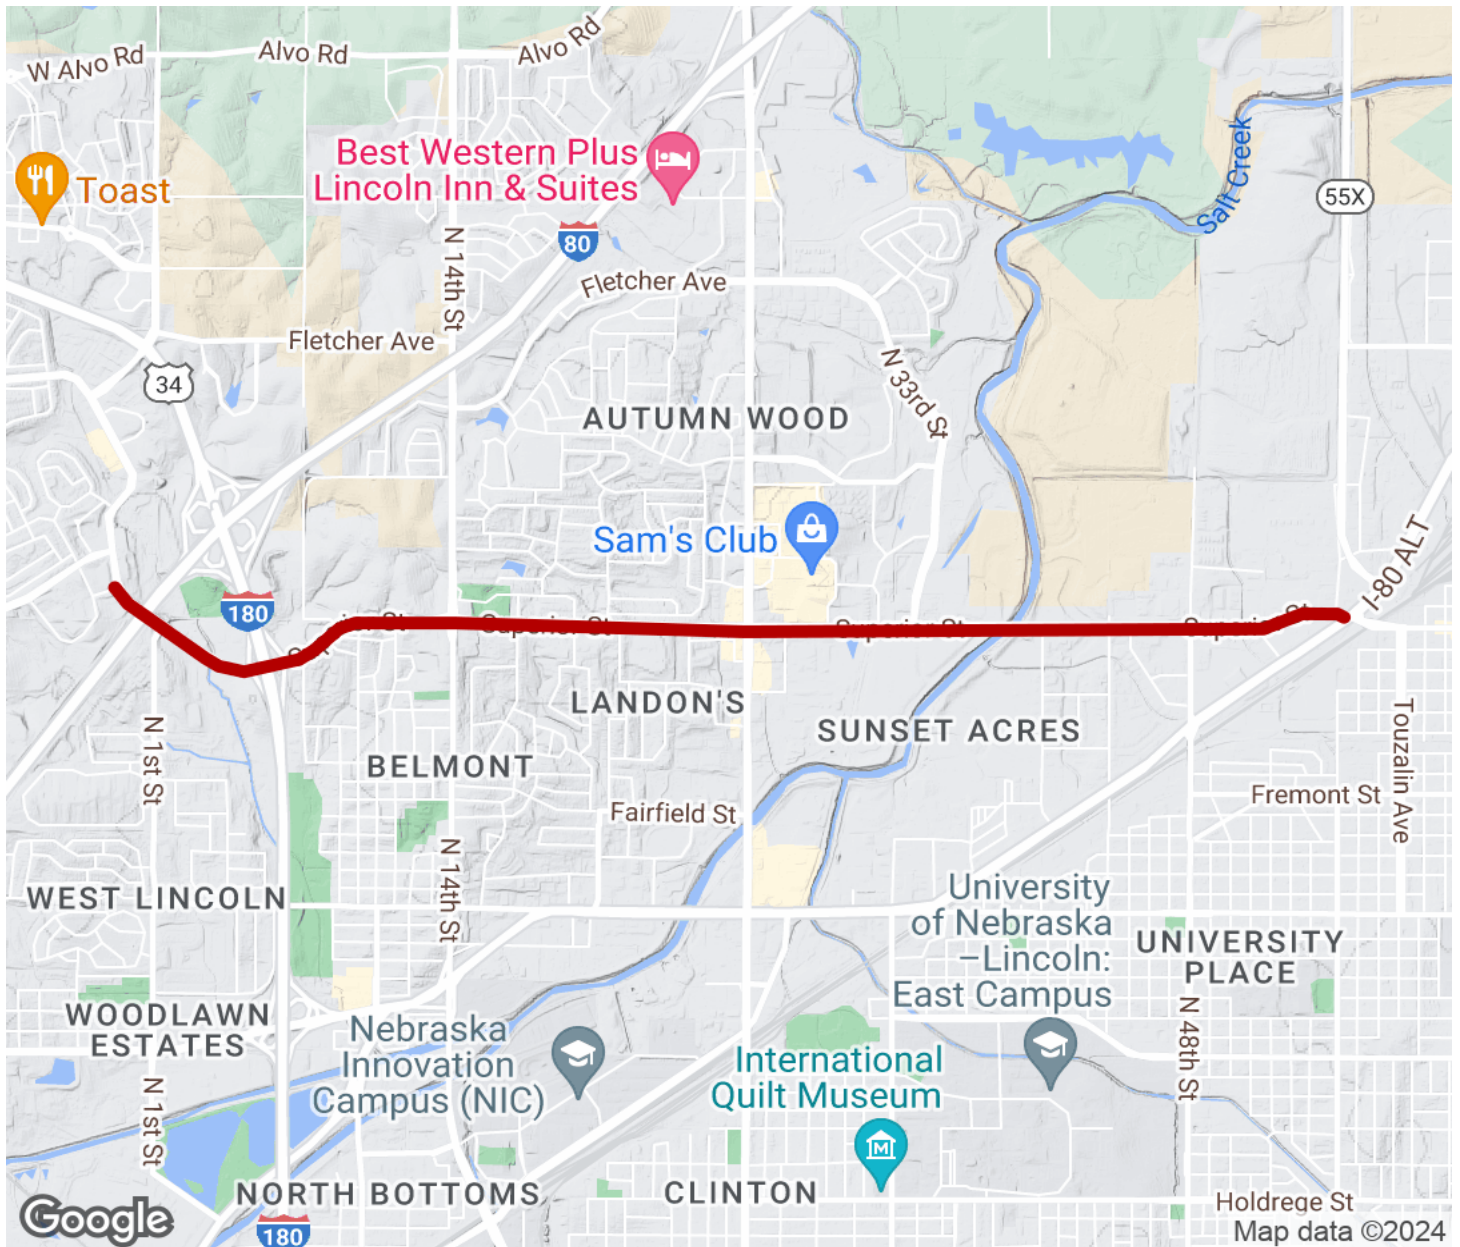 W Alvo Rd
Alvo Rd
Alvo Rd
Best Western Plus
Lincoln Inn & Suites
Toast
Salt Creek
55X
80
N 14th St
Fletcher Ave
Fletcher Ave
34
N 33rd St
AUTUMN WOOD
Sam's Club
I-80 ALT
180
Superior St
Superior St
LANDON'S
SUNSET ACRES
N 1st St
BELMONT
Touzalin Ave
Fremont St
Fairfield St
N 14th St
WEST LINCOLN
University
of Nebraska
–Lincoln:
East Campus
UNIVERSITY
PLACE
WOODLAWN
ESTATES
Nebraska
Innovation
Campus (NIC)
International
Quilt Museum
N 48th St
N 1st St
M
NORTH BOTTOMS
CLINTON
Holdrege St
Google
180
Map data ©2024